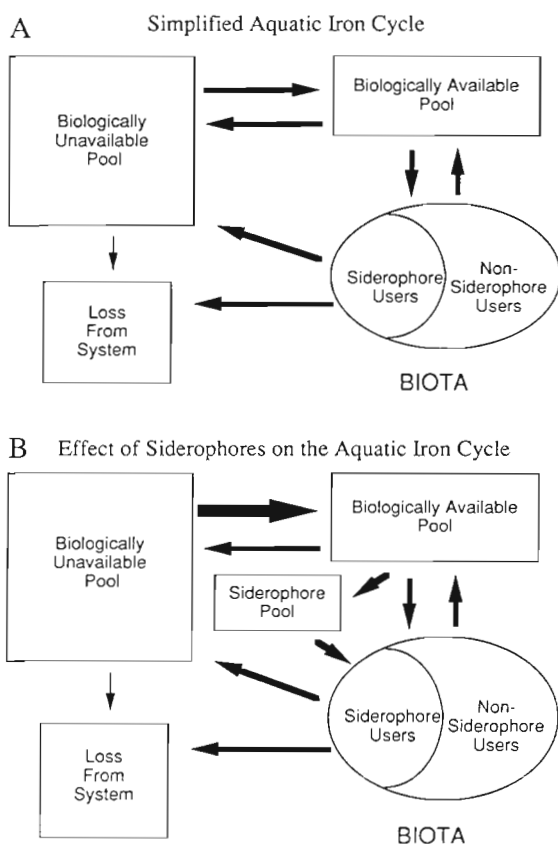 A
Simplified Aquatic Iron Cycle
Biologically
Unavailable
Pool
Biologically Available
Pool
Siderophore
Users
Non-
Siderophore
Users
Loss
From
System
BIOTA
B
Effect of Siderophores on the Aquatic Iron Cycle
Biologically
Unavailable
Pool
Biologically Available
Pool
Siderophore
Pool
Siderophore
Users
Non-
Siderophore
Users
Loss
From
System
BIOTA